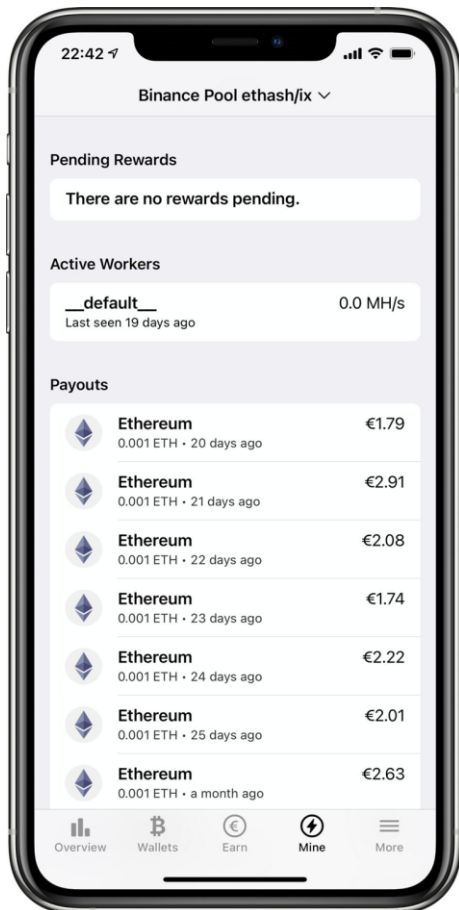 22:42
Binance Pool ethash/ix
Pending Rewards
There are no rewards pending.
Active Workers
__default__ 0.0 MH/s
Last seen 19 days ago
Payouts
Ethereum €1.79
0.001 ETH • 20 days ago
Ethereum €2.91
0.001 ETH • 21 days ago
Ethereum €2.08
0.001 ETH • 22 days ago
Ethereum €1.74
0.001 ETH • 23 days ago
Ethereum €2.22
0.001 ETH • 24 days ago
Ethereum €2.01
0.001 ETH • 25 days ago
Ethereum €2.63
0.001 ETH • a month ago
Overview Wallets Earn Mine More